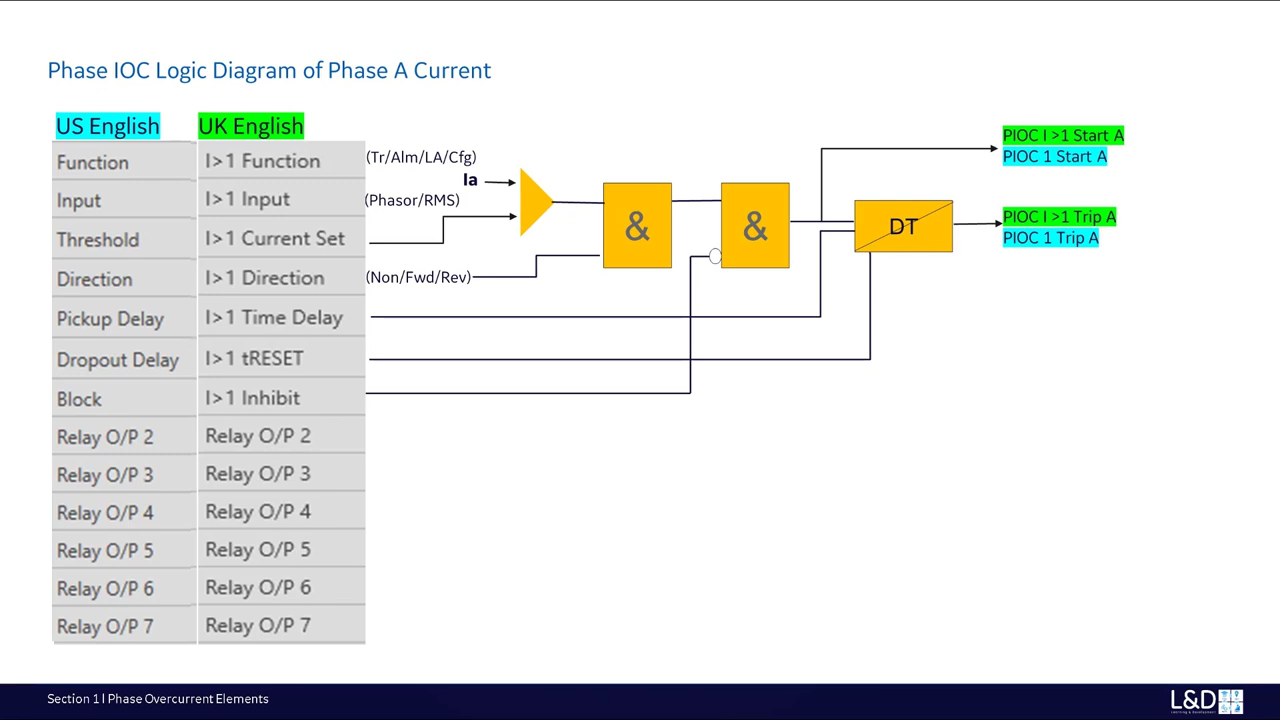 Phase IOC Logic Diagram of Phase A Current
US English
UK English
Function
I>1 Function
(Tr/Alm/LA/Cfg)
Ia
Input
I>1 Input
(Phasor/RMS)
Threshold
I>1 Current Set
Direction
I>1 Direction
(Non/Fwd/Rev)
Pickup Delay
I>1 Time Delay
Dropout Delay
I>1 tRESET
Block
I>1 Inhibit
Relay O/P 2
Relay O/P 2
Relay O/P 3
Relay O/P 3
Relay O/P 4
Relay O/P 4
Relay O/P 5
Relay O/P 5
Relay O/P 6
Relay O/P 6
Relay O/P 7
Relay O/P 7
&
&
DT
PIOC I >1 Start A
PIOC 1 Start A
PIOC I >1 Trip A
PIOC 1 Trip A
Section 1 I Phase Overcurrent Elements
L&D
Learning & Development